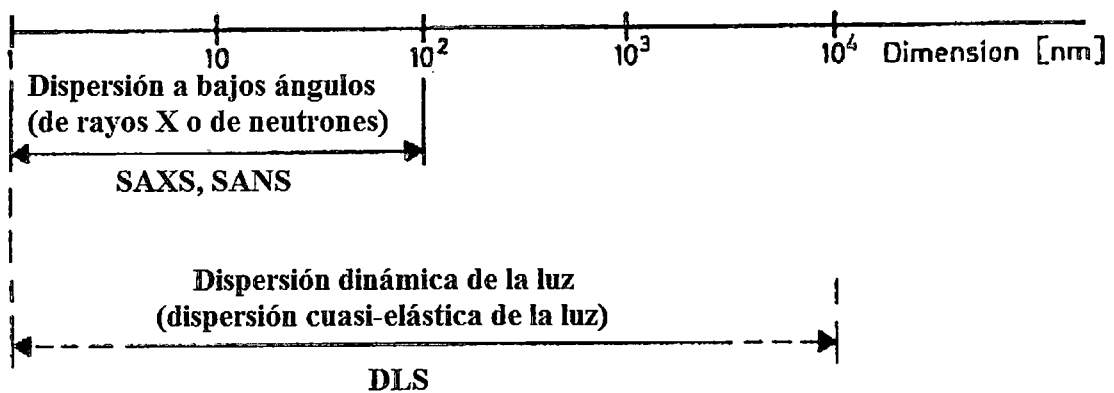 10 10² 10³ 10⁴ Dimension [nm]
Dispersión a bajos ángulos
(de rayos X o de neutrones)
SAXS, SANS
Dispersión dinámica de la luz
(dispersión cuasi-elástica de la luz)
DLS